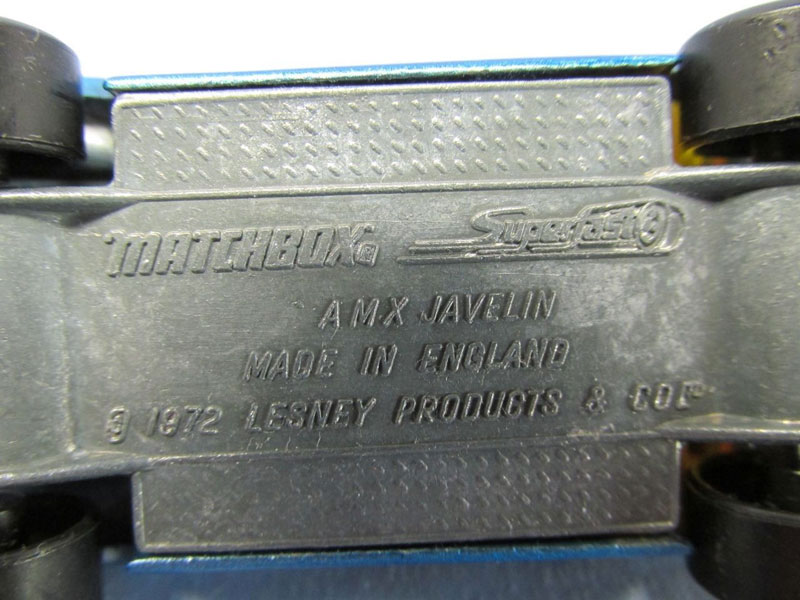 MATCHBOX® Superfast
AMX JAVELIN
MADE IN ENGLAND
© 1972 LESNEY PRODUCTS & CO